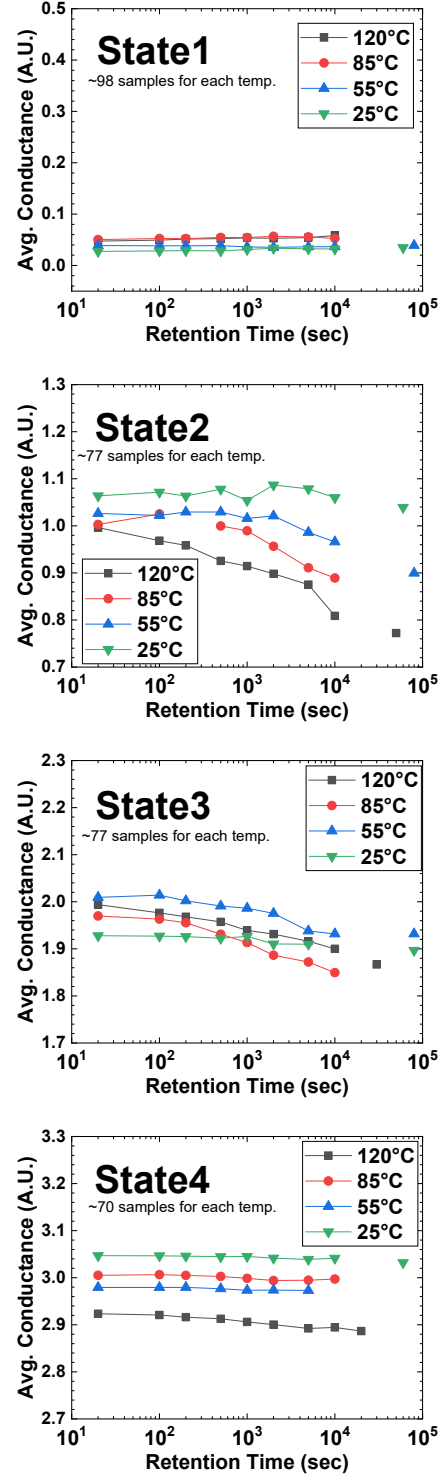 0.5
0.4
0.3
0.2
0.1
0.0
Avg. Conductance (A.U.)
State1
~98 samples for each temp.
120°C
85°C
55°C
25°C
10¹ 10² 10³ 10⁴ 10⁵
Retention Time (sec)
1.3
1.2
1.1
1.0
0.9
0.8
0.7
Avg. Conductance (A.U.)
State2
~77 samples for each temp.
120°C
85°C
55°C
25°C
10¹ 10² 10³ 10⁴ 10⁵
Retention Time (sec)
2.3
2.2
2.1
2.0
1.9
1.8
1.7
Avg. Conductance (A.U.)
State3
~77 samples for each temp.
120°C
85°C
55°C
25°C
10¹ 10² 10³ 10⁴ 10⁵
Retention Time (sec)
3.3
3.2
3.1
3.0
2.9
2.8
2.7
Avg. Conductance (A.U.)
State4
~70 samples for each temp.
120°C
85°C
55°C
25°C
10¹ 10² 10³ 10⁴ 10⁵
Retention Time (sec)